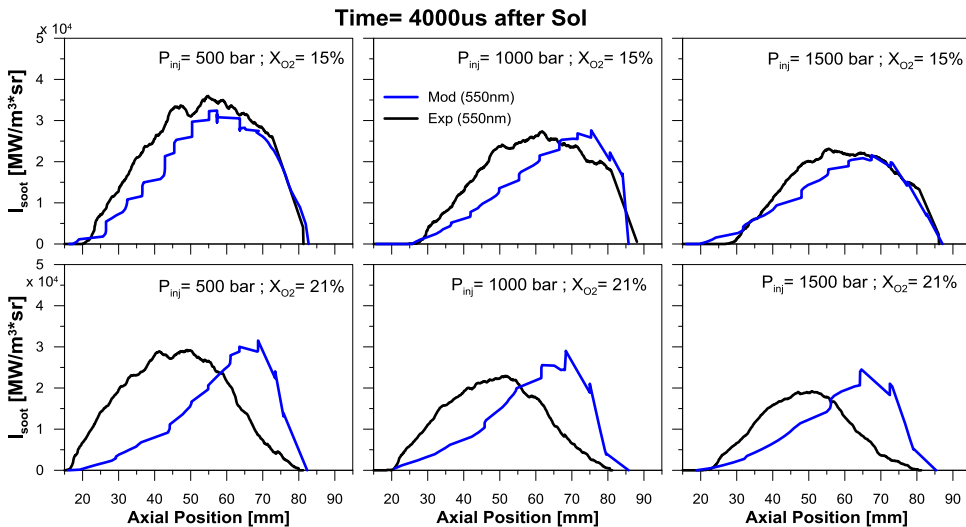 Time= 4000us after SoI
x 10⁴
5
4
3
2
1
0
I_soot [MW/m³*sr]
P_inj= 500 bar ; X_O2= 15%
P_inj= 1000 bar ; X_O2= 15%
Mod (550nm)
Exp (550nm)
P_inj= 1500 bar ; X_O2= 15%
x 10⁴
5
4
3
2
1
0
I_soot [MW/m³*sr]
P_inj= 500 bar ; X_O2= 21%
P_inj= 1000 bar ; X_O2= 21%
P_inj= 1500 bar ; X_O2= 21%
20 30 40 50 60 70 80 90
20 30 40 50 60 70 80 90
20 30 40 50 60 70 80 90
Axial Position [mm]
Axial Position [mm]
Axial Position [mm]